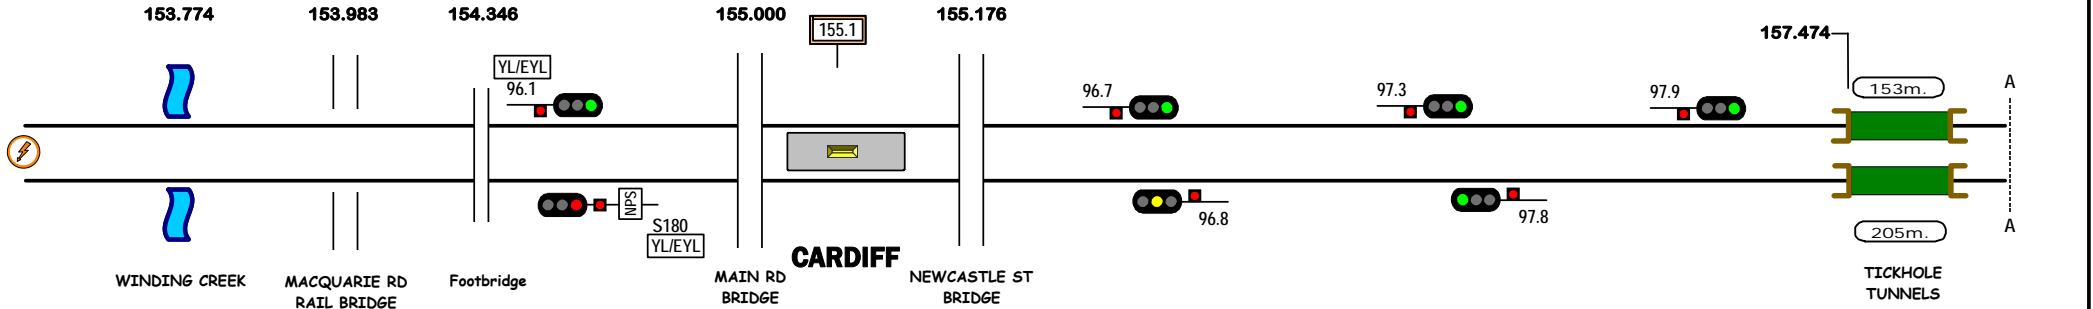 153.774
153.983
154.346
155.000
155.176
155.1
157.474
YL/EYL
96.1
96.7
97.3
97.9
153m.
A
NPS
S180
YL/EYL
96.8
97.8
205m.
A
CARDIFF
WINDING CREEK
MACQUARIE RD
RAIL BRIDGE
Footbridge
MAIN RD
BRIDGE
NEWCASTLE ST
BRIDGE
TICKHOLE
TUNNELS